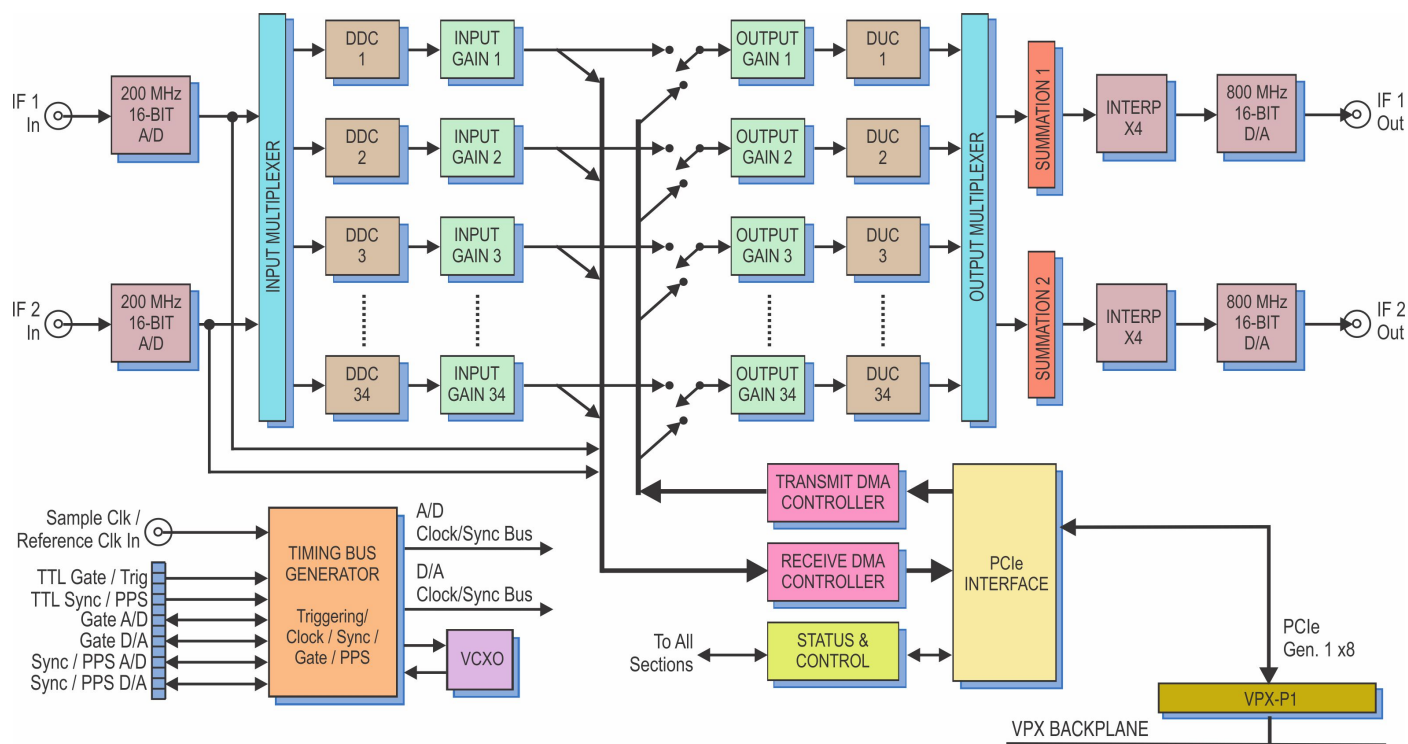 IF 1
In
200 MHz
16-BIT
A/D
IF 2
In
200 MHz
16-BIT
A/D
INPUT MULTIPLEXER
DDC
1
INPUT
GAIN 1
DDC
2
INPUT
GAIN 2
DDC
3
INPUT
GAIN 3
DDC
34
INPUT
GAIN 34
OUTPUT
GAIN 1
DUC
1
OUTPUT
GAIN 2
DUC
2
OUTPUT
GAIN 3
DUC
3
OUTPUT
GAIN 34
DUC
34
OUTPUT MULTIPLEXER
SUMMATION 1
INTERP
X4
800 MHz
16-BIT
D/A
IF 1
Out
SUMMATION 2
INTERP
X4
800 MHz
16-BIT
D/A
IF 2
Out
Sample Clk /
Reference Clk In
TTL Gate / Trig
TTL Sync / PPS
Gate A/D
Gate D/A
Sync / PPS A/D
Sync / PPS D/A
TIMING BUS
GENERATOR
Triggering/
Clock / Sync /
Gate / PPS
A/D
Clock/Sync Bus
D/A
Clock/Sync Bus
VCXO
TRANSMIT DMA
CONTROLLER
RECEIVE DMA
CONTROLLER
To All
Sections
STATUS &
CONTROL
PCIe
INTERFACE
PCIe
Gen. 1 x8
VPX-P1
VPX BACKPLANE